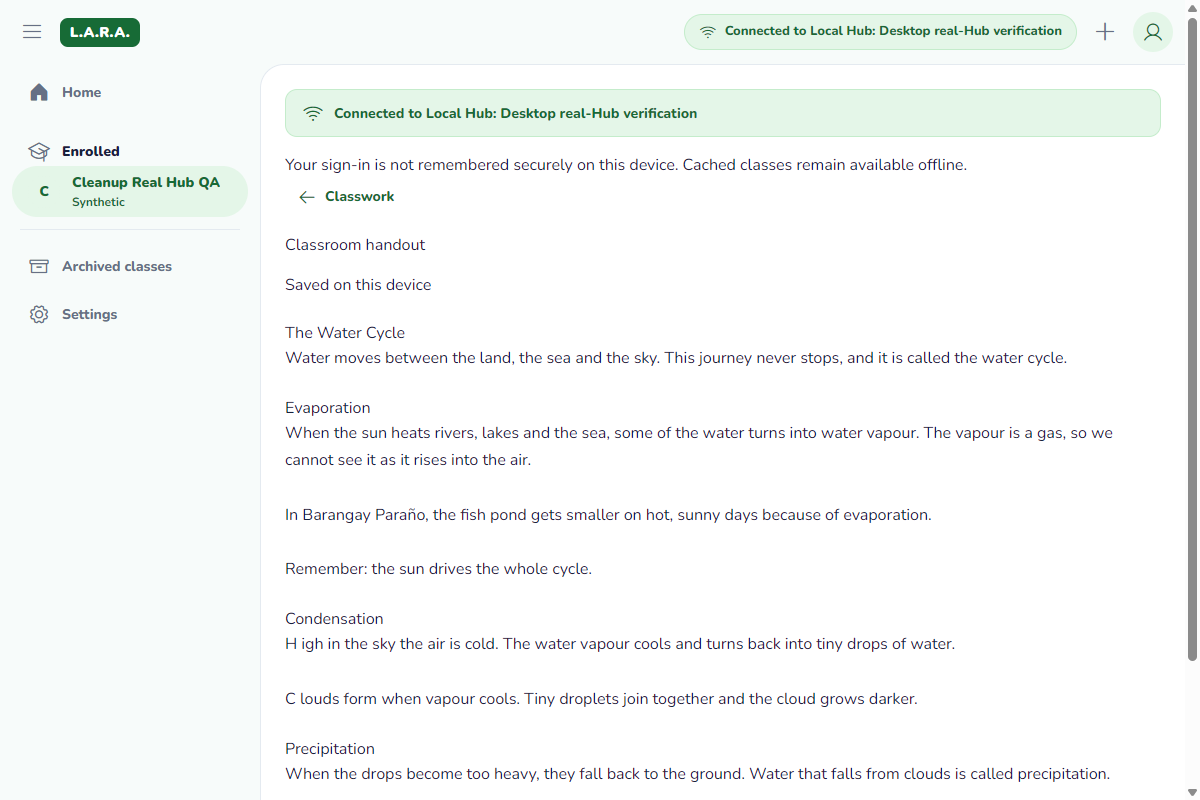 L.A.R.A.
Connected to Local Hub: Desktop real-Hub verification
Home
Enrolled
C
Cleanup Real Hub QA
Synthetic
Archived classes
Settings
Connected to Local Hub: Desktop real-Hub verification
Your sign-in is not remembered securely on this device. Cached classes remain available offline.
Classwork
Classroom handout
Saved on this device
The Water Cycle
Water moves between the land, the sea and the sky. This journey never stops, and it is called the water cycle.
Evaporation
When the sun heats rivers, lakes and the sea, some of the water turns into water vapour. The vapour is a gas, so we
cannot see it as it rises into the air.
In Barangay Paraño, the fish pond gets smaller on hot, sunny days because of evaporation.
Remember: the sun drives the whole cycle.
Condensation
H igh in the sky the air is cold. The water vapour cools and turns back into tiny drops of water.
C louds form when vapour cools. Tiny droplets join together and the cloud grows darker.
Precipitation
When the drops become too heavy, they fall back to the ground. Water that falls from clouds is called precipitation.